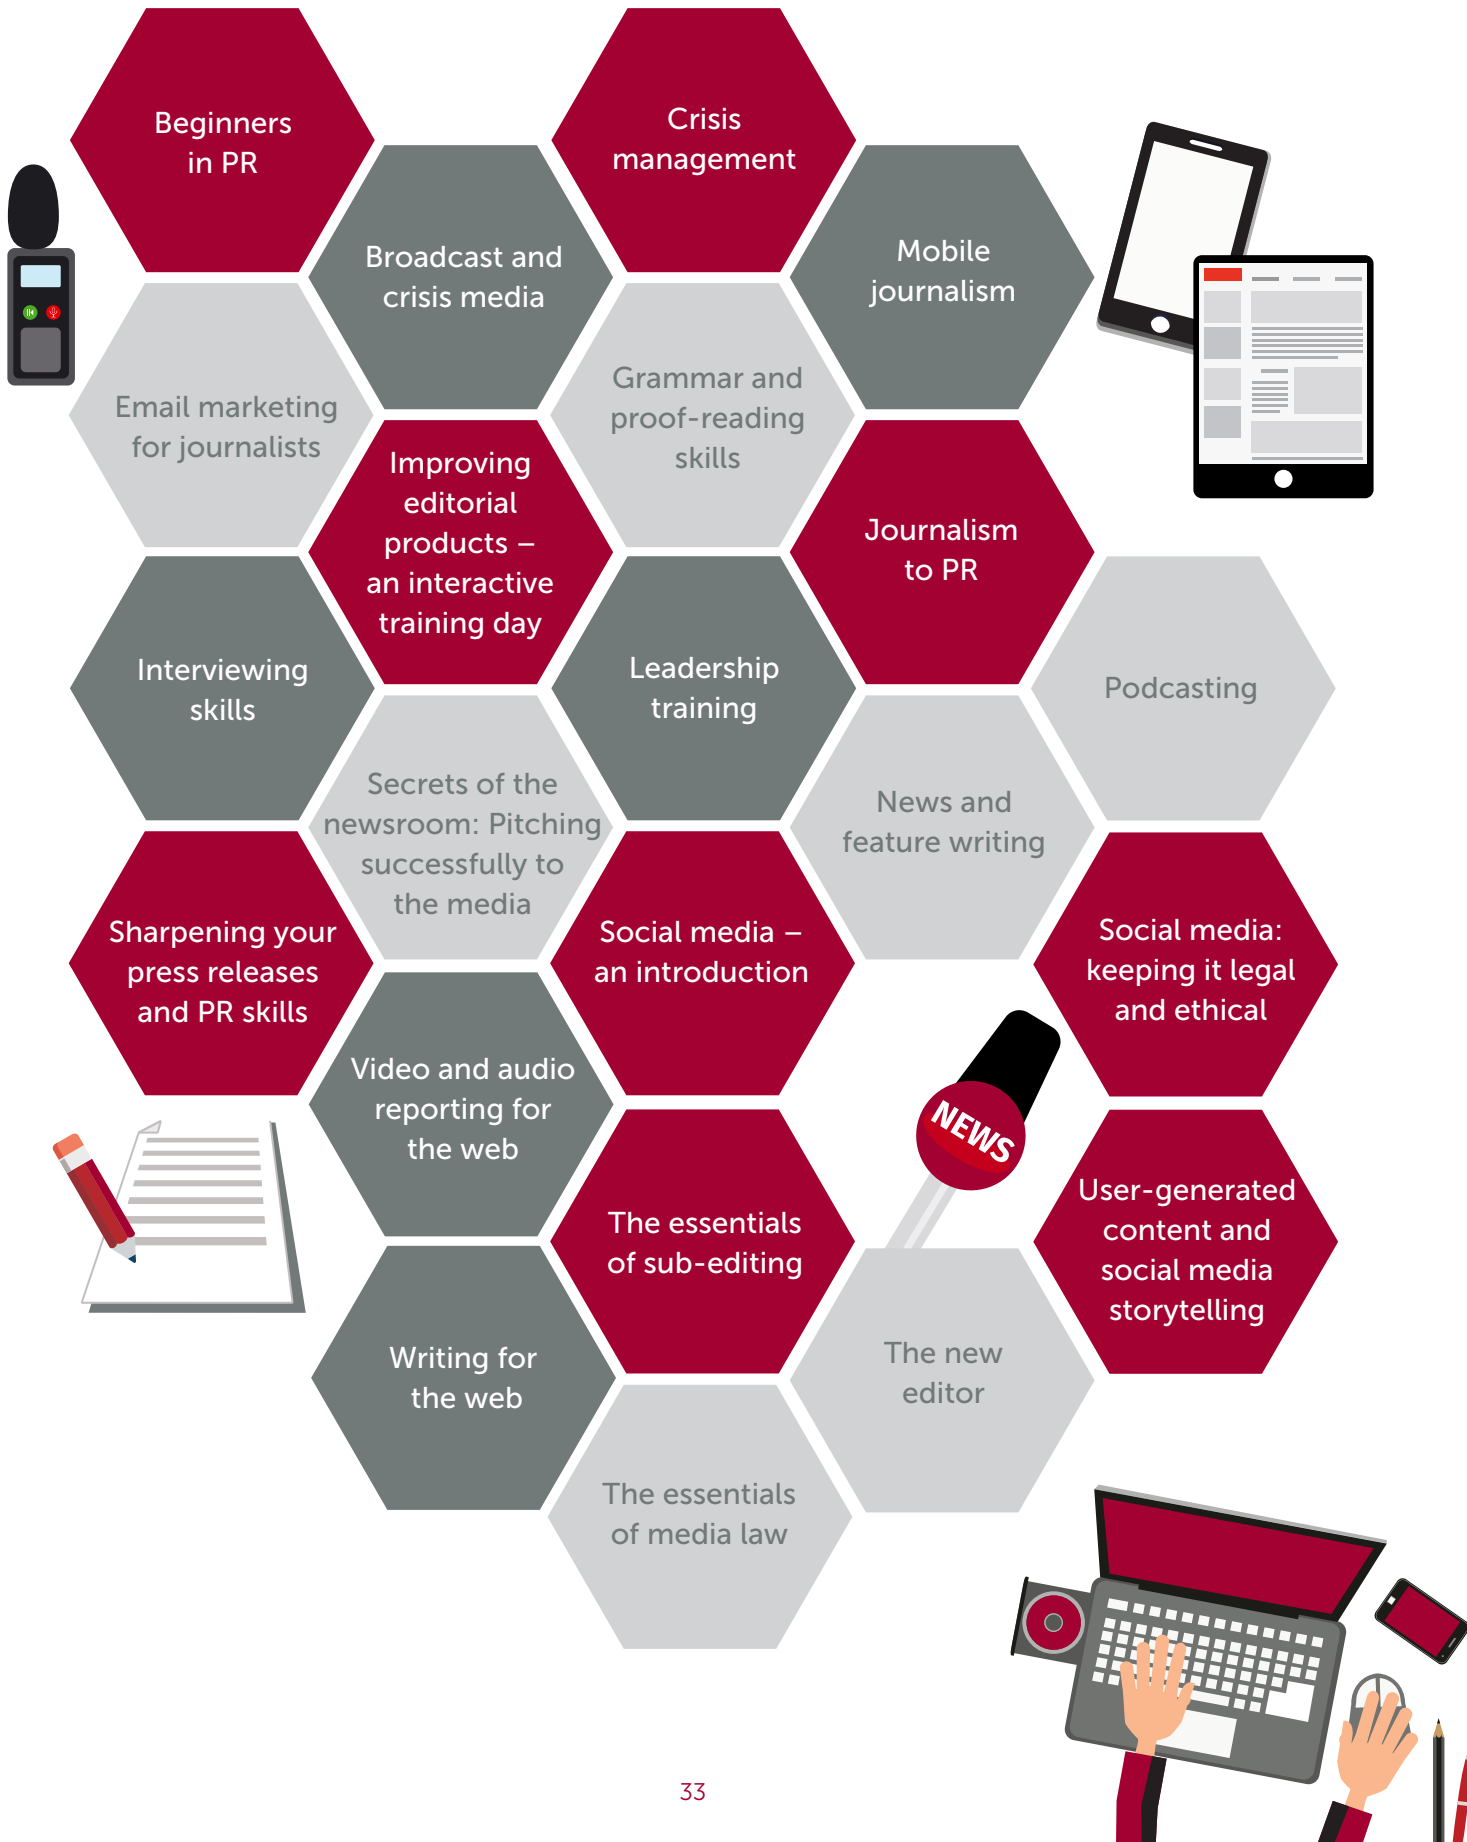 Beginners
in PR
Crisis
management
Broadcast and
crisis media
Mobile
journalism
Email marketing
for journalists
Grammar and
proof-reading
skills
Improving
editorial
products –
an interactive
training day
Journalism
to PR
Interviewing
skills
Leadership
training
Podcasting
Secrets of the
newsroom: Pitching
successfully to
the media
News and
feature writing
Sharpening your
press releases
and PR skills
Social media –
an introduction
Social media:
keeping it legal
and ethical
Video and audio
reporting for
the web
NEWS
The essentials
of sub-editing
User-generated
content and
social media
storytelling
Writing for
the web
The new
editor
The essentials
of media law
33